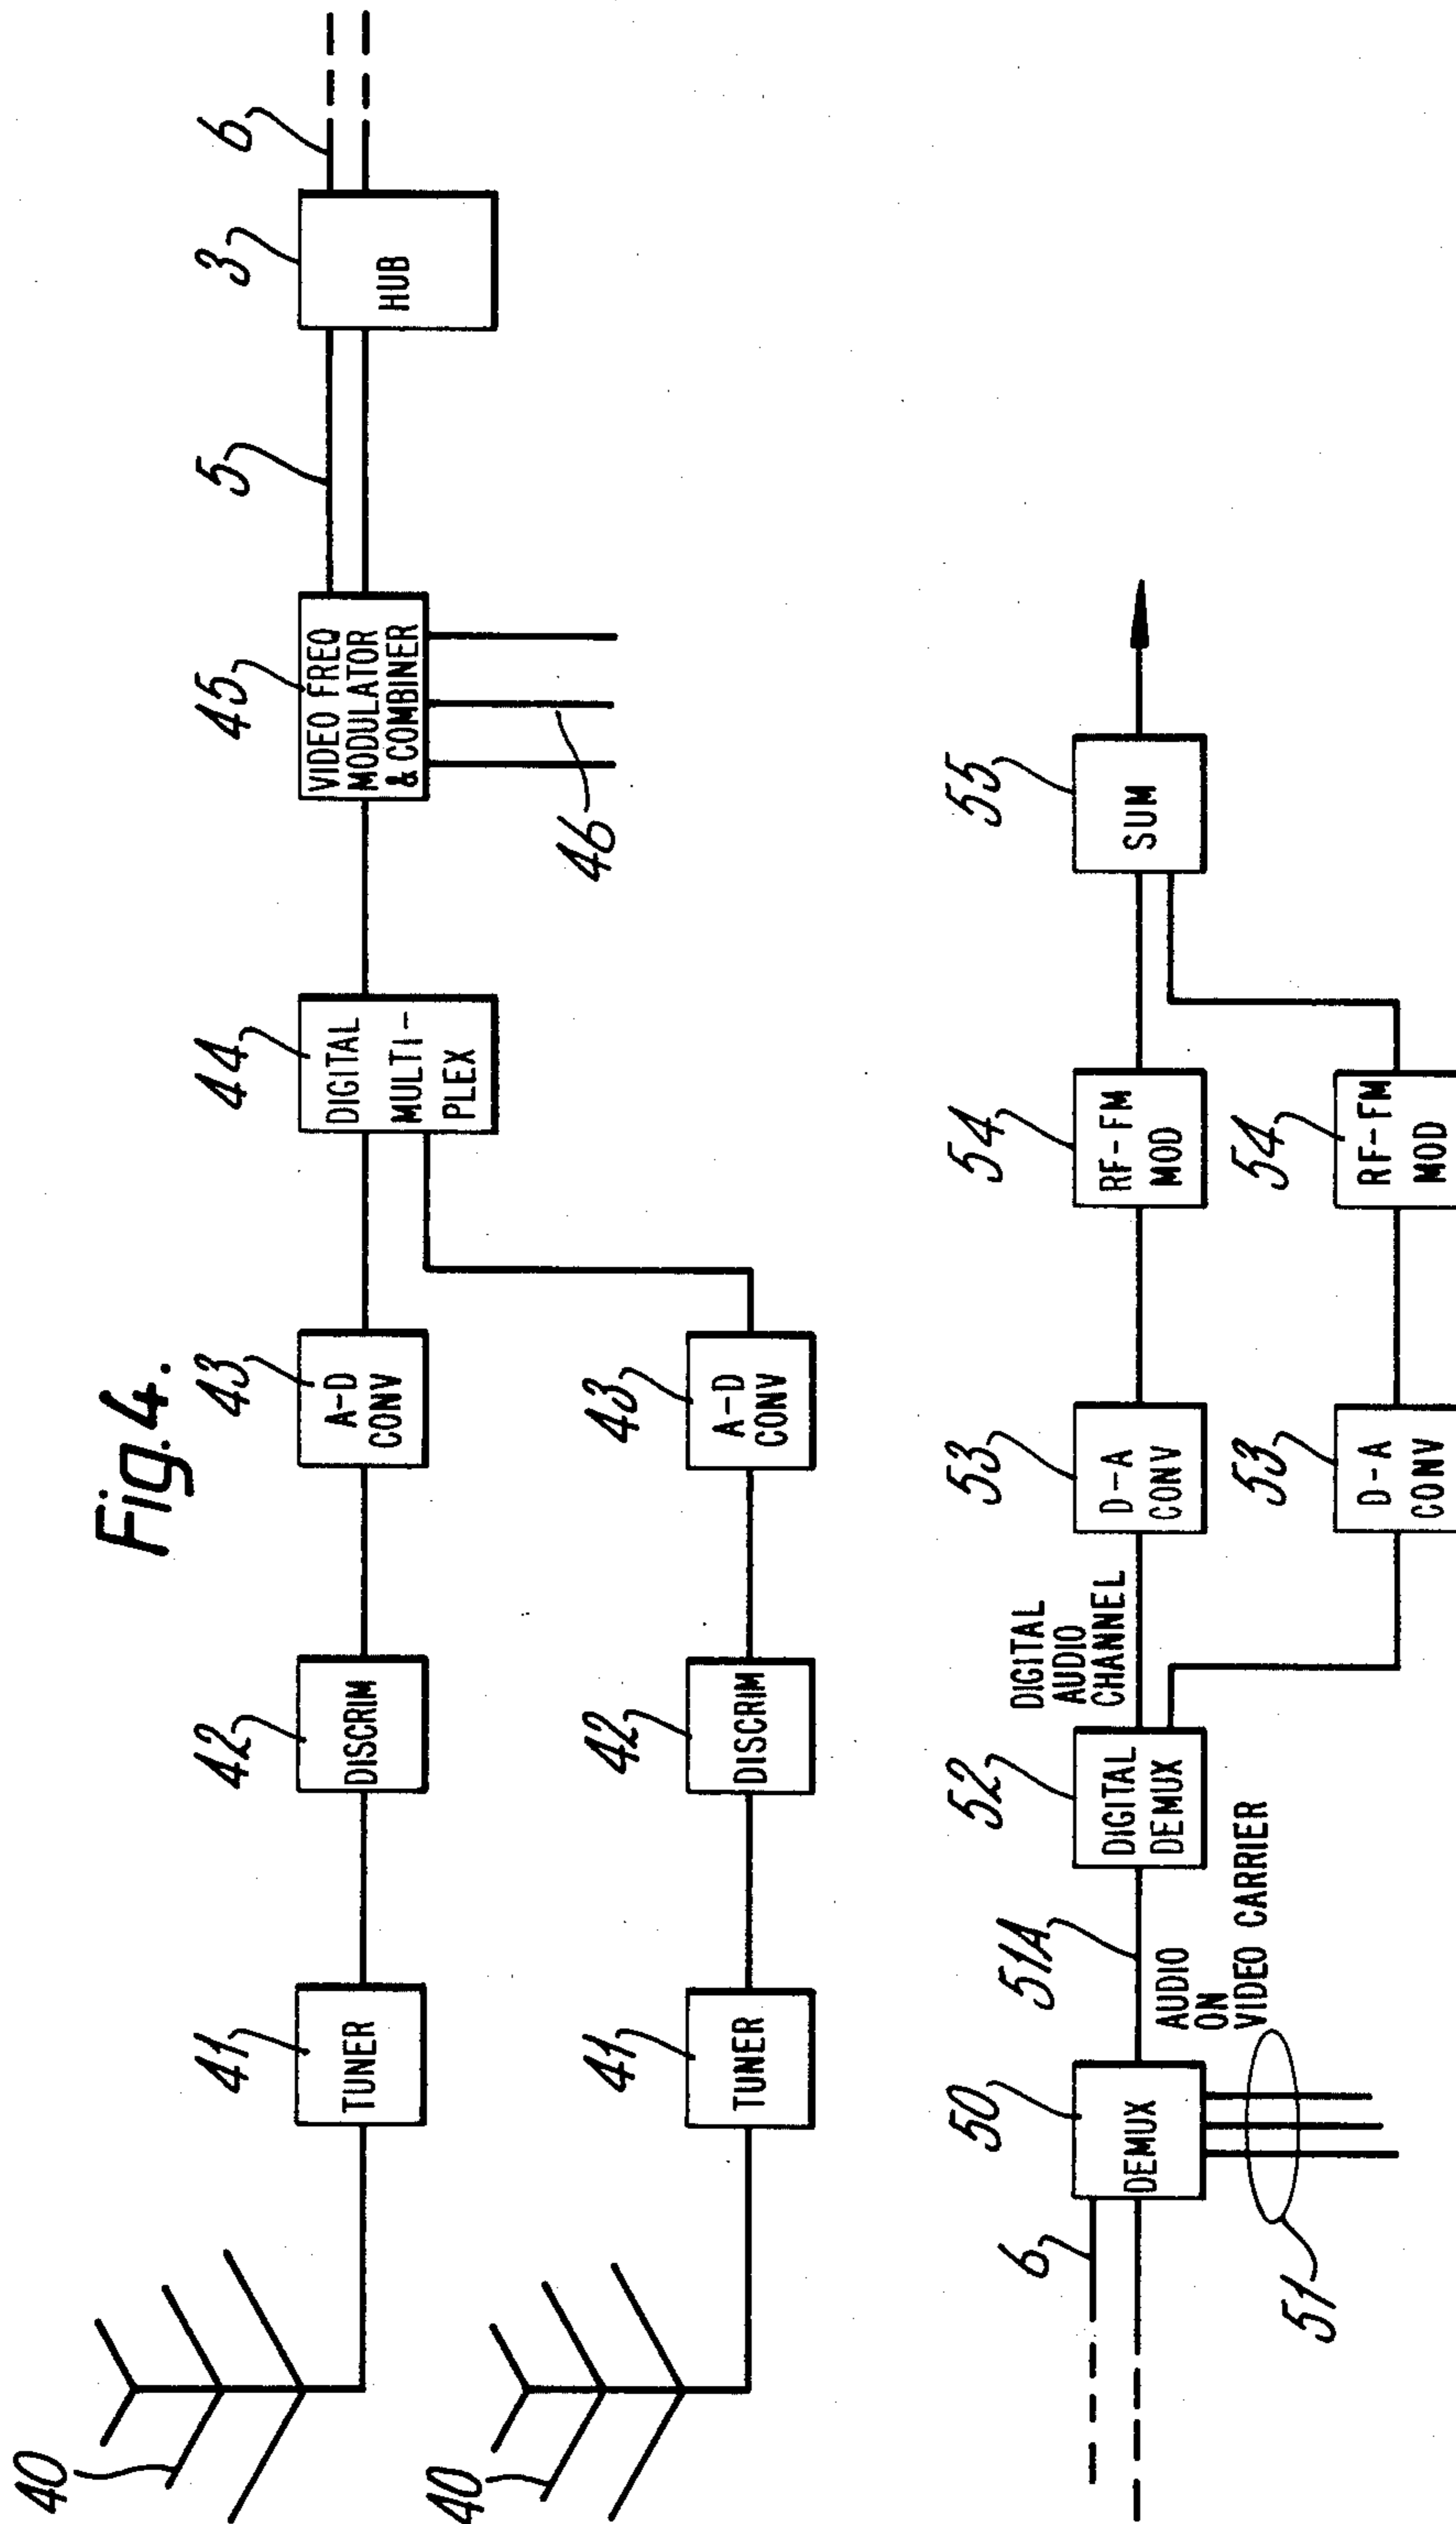 Fig.4.
40
41
TUNER
42
DISCRIM
43
A-D
CONV
44
DIGITAL
MULTI-
PLEX
45
VIDEO FREQ
MODULATOR
& COMBINER
46
5
3
HUB
6
40
41
TUNER
42
DISCRIM
43
A-D
CONV
6
50
DEMUX
51
51A
AUDIO
ON
VIDEO CARRIER
52
DIGITAL
DEMUX
DIGITAL
AUDIO
CHANNEL
53
D-A
CONV
54
RF-FM
MOD
55
SUM
53
D-A
CONV
54
RF-FM
MOD